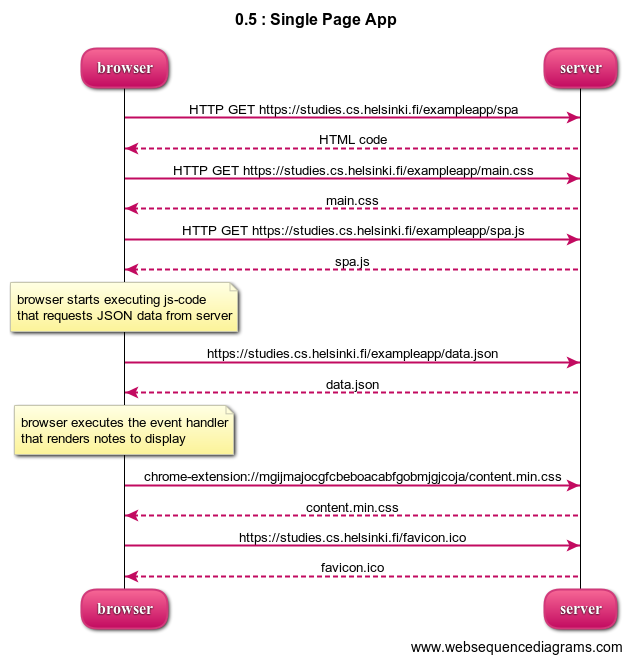 0.5 : Single Page App
browser
server
HTTP GET https://studies.cs.helsinki.fi/exampleapp/spa
HTML code
HTTP GET https://studies.cs.helsinki.fi/exampleapp/main.css
main.css
HTTP GET https://studies.cs.helsinki.fi/exampleapp/spa.js
spa.js
browser starts executing js-code
that requests JSON data from server
https://studies.cs.helsinki.fi/exampleapp/data.json
data.json
browser executes the event handler
that renders notes to display
chrome-extension://mgijmajocgfcbeboacabfgobmjgjcoja/content.min.css
content.min.css
https://studies.cs.helsinki.fi/favicon.ico
favicon.ico
browser
server
www.websequencediagrams.com